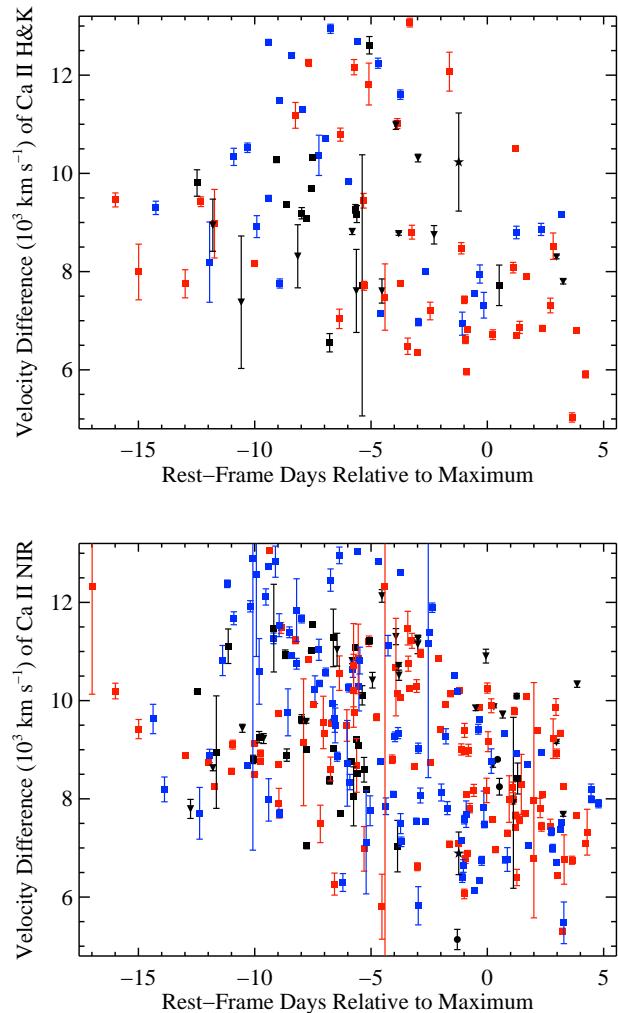 Velocity Difference (10³ km s⁻¹) of Ca II H&K
12
10
8
6
−15 −10 −5 0 5
Rest−Frame Days Relative to Maximum
Velocity Difference (10³ km s⁻¹) of Ca II NIR
12
10
8
6
−15 −10 −5 0 5
Rest−Frame Days Relative to Maximum